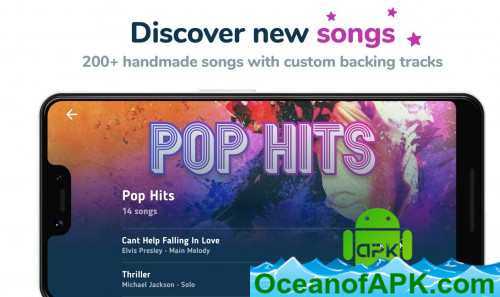 Discover new songs
200+ handmade songs with custom backing tracks
POP HITS
Pop Hits
14 songs
Cant Help Falling In Love
Elvis Presley • Main Melody
Thriller
Michael Jackson • Solo
apk
OceanofAPK.com